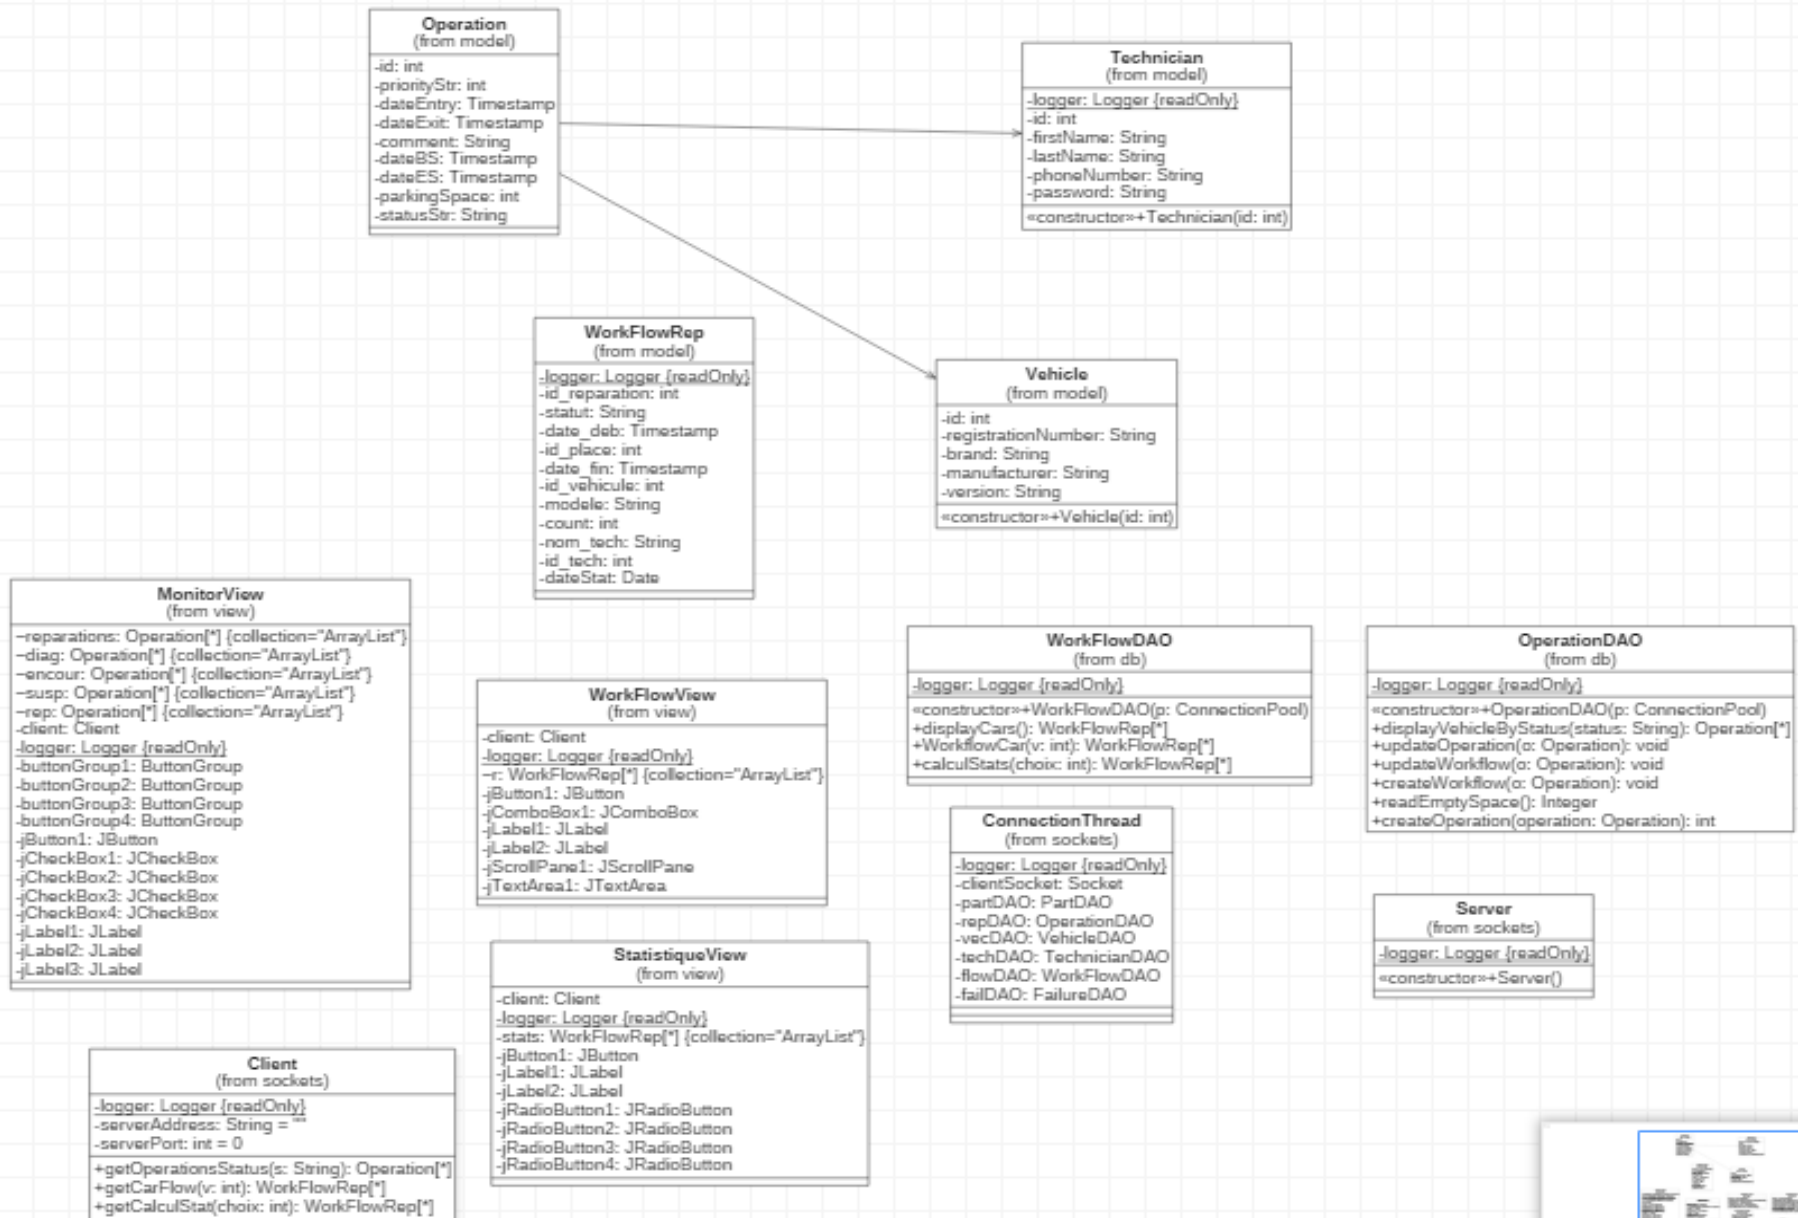 Operation
(from model)
-id: int
-priorityStr: int
-dateEntry: Timestamp
-dateExit: Timestamp
-comment: String
-dateBS: Timestamp
-dateES: Timestamp
-parkingSpace: int
-statusStr: String
Technician
(from model)
-logger: Logger {readOnly}
-id: int
-firstName: String
-lastName: String
-phoneNumber: String
-password: String
«constructor»+Technician(id: int)
WorkFlowRep
(from model)
-logger: Logger {readOnly}
-id_reparation: int
-statut: String
-date_deb: Timestamp
-id_place: int
-date_fin: Timestamp
-id_vehicule: int
-modele: String
-count: int
-nom_tech: String
-id_tech: int
-dateStat: Date
Vehicle
(from model)
-id: int
-registrationNumber: String
-brand: String
-manufacturer: String
-version: String
«constructor»+Vehicle(id: int)
MonitorView
(from view)
~reparations: Operation[*] {collection="ArrayList"}
~diag: Operation[*] {collection="ArrayList"}
~encour: Operation[*] {collection="ArrayList"}
~susp: Operation[*] {collection="ArrayList"}
~rep: Operation[*] {collection="ArrayList"}
-client: Client
-logger: Logger {readOnly}
-buttonGroup1: ButtonGroup
-buttonGroup2: ButtonGroup
-buttonGroup3: ButtonGroup
-buttonGroup4: ButtonGroup
-jButton1: JButton
-jCheckBox1: JCheckBox
-jCheckBox2: JCheckBox
-jCheckBox3: JCheckBox
-jCheckBox4: JCheckBox
-jLabel1: JLabel
-jLabel2: JLabel
-jLabel3: JLabel
WorkFlowView
(from view)
-client: Client
-logger: Logger {readOnly}
~r: WorkFlowRep[*] {collection="ArrayList"}
-jButton1: JButton
-jComboBox1: JComboBox
-jLabel1: JLabel
-jLabel2: JLabel
-jScrollPane1: JScrollPane
-jTextArea1: JTextArea
WorkFlowDAO
(from db)
-logger: Logger {readOnly}
«constructor»+WorkFlowDAO(p: ConnectionPool)
+displayCars(): WorkFlowRep[*]
+WorkflowCar(v: int): WorkFlowRep[*]
+calculStats(choix: int): WorkFlowRep[*]
OperationDAO
(from db)
-logger: Logger {readOnly}
«constructor»+OperationDAO(p: ConnectionPool)
+displayVehicleByStatus(status: String): Operation[*]
+updateOperation(o: Operation): void
+updateWorkflow(o: Operation): void
+createWorkflow(o: Operation): void
+readEmptySpace(): Integer
+createOperation(operation: Operation): int
ConnectionThread
(from sockets)
-logger: Logger {readOnly}
-clientSocket: Socket
-partDAO: PartDAO
-repDAO: OperationDAO
-vecDAO: VehicleDAO
-techDAO: TechnicianDAO
-flowDAO: WorkFlowDAO
-failDAO: FailureDAO
Server
(from sockets)
-logger: Logger {readOnly}
«constructor»+Server()
StatistiqueView
(from view)
-client: Client
-logger: Logger {readOnly}
-stats: WorkFlowRep[*] {collection="ArrayList"}
-jButton1: JButton
-jLabel1: JLabel
-jLabel2: JLabel
-jRadioButton1: JRadioButton
-jRadioButton2: JRadioButton
-jRadioButton3: JRadioButton
-jRadioButton4: JRadioButton
Client
(from sockets)
-logger: Logger {readOnly}
-serverAddress: String = ""
-serverPort: int = 0
+getOperationsStatus(s: String): Operation[*]
+getCarFlow(v: int): WorkFlowRep[*]
+getCalculStat(choix: int): WorkFlowRep[*]